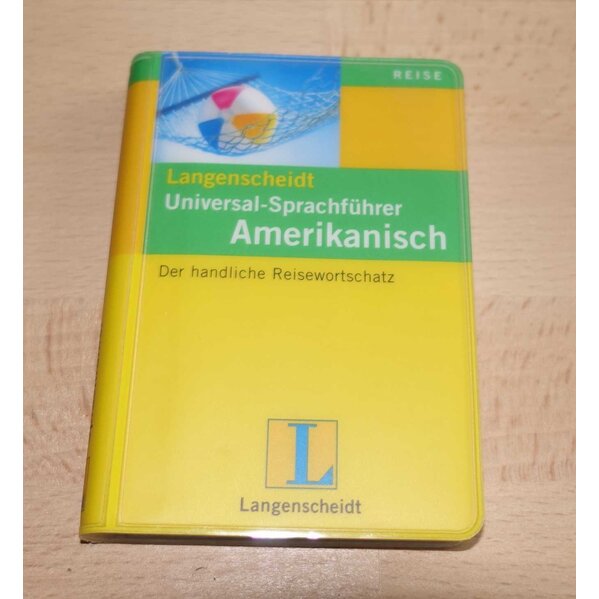 REISE
Langenscheidt
Universal-Sprachführer
Amerikanisch
Der handliche Reisewortschatz
L
Langenscheidt